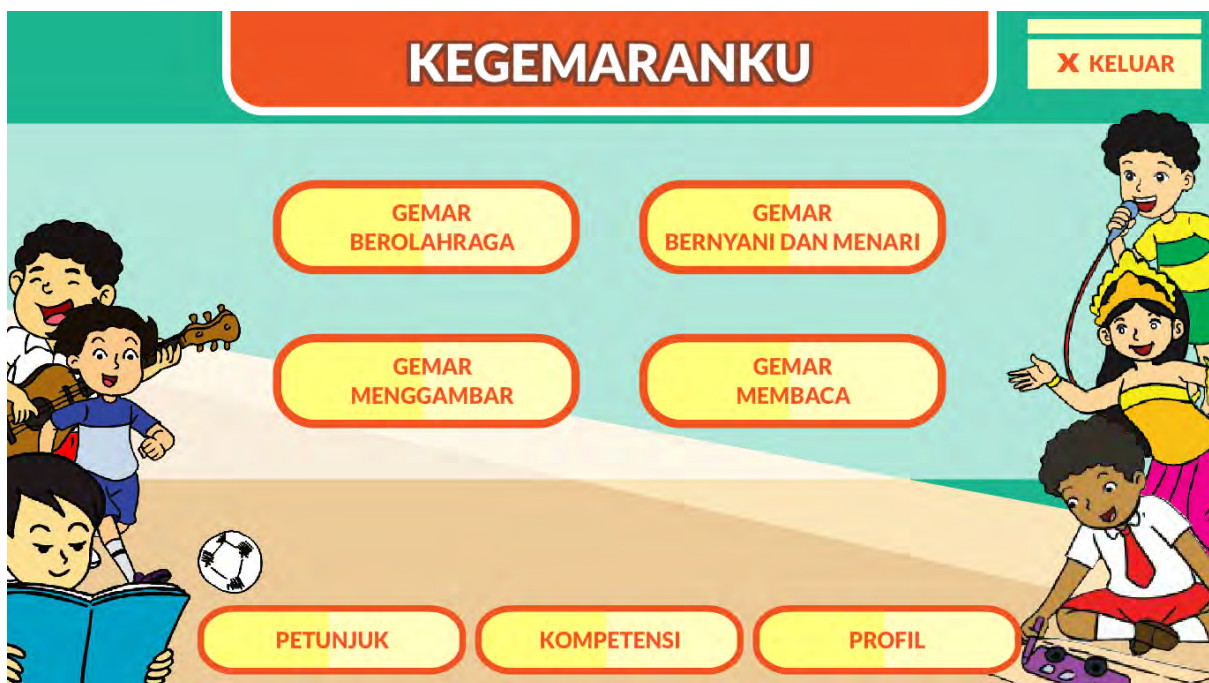 KEGEMARANKU
X KELUAR
GEMAR
BEROLAHRAGA
GEMAR
BERNYANI DAN MENARI
GEMAR
MENGGAMBAR
GEMAR
MEMBACA
PETUNJUK
KOMPETENSI
PROFIL